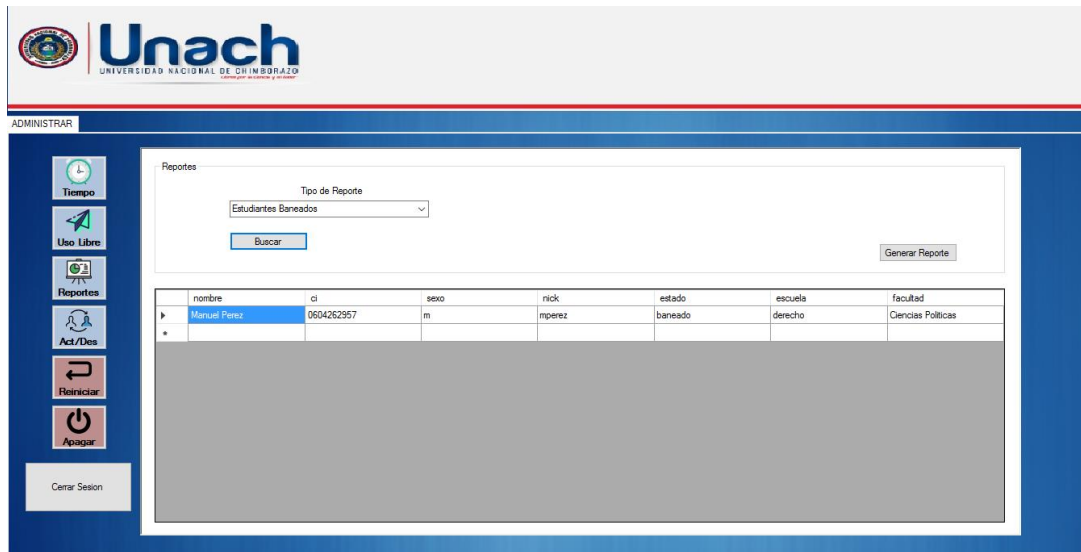 Unach
UNIVERSIDAD NACIONAL DE CHIMBORAZO
ADMINISTRAR
Tiempo
Uso Libre
Reportes
Act/Des
Reiniciar
Apagar
Cerrar Sesion
Reportes
Tipo de Reporte
Estudiantes Baneados
Buscar
Generar Reporte
nombre ci sexo nick estado escuela facultad
Manuel Perez 0604262957 m mperez baneado derecho Ciencias Politicas